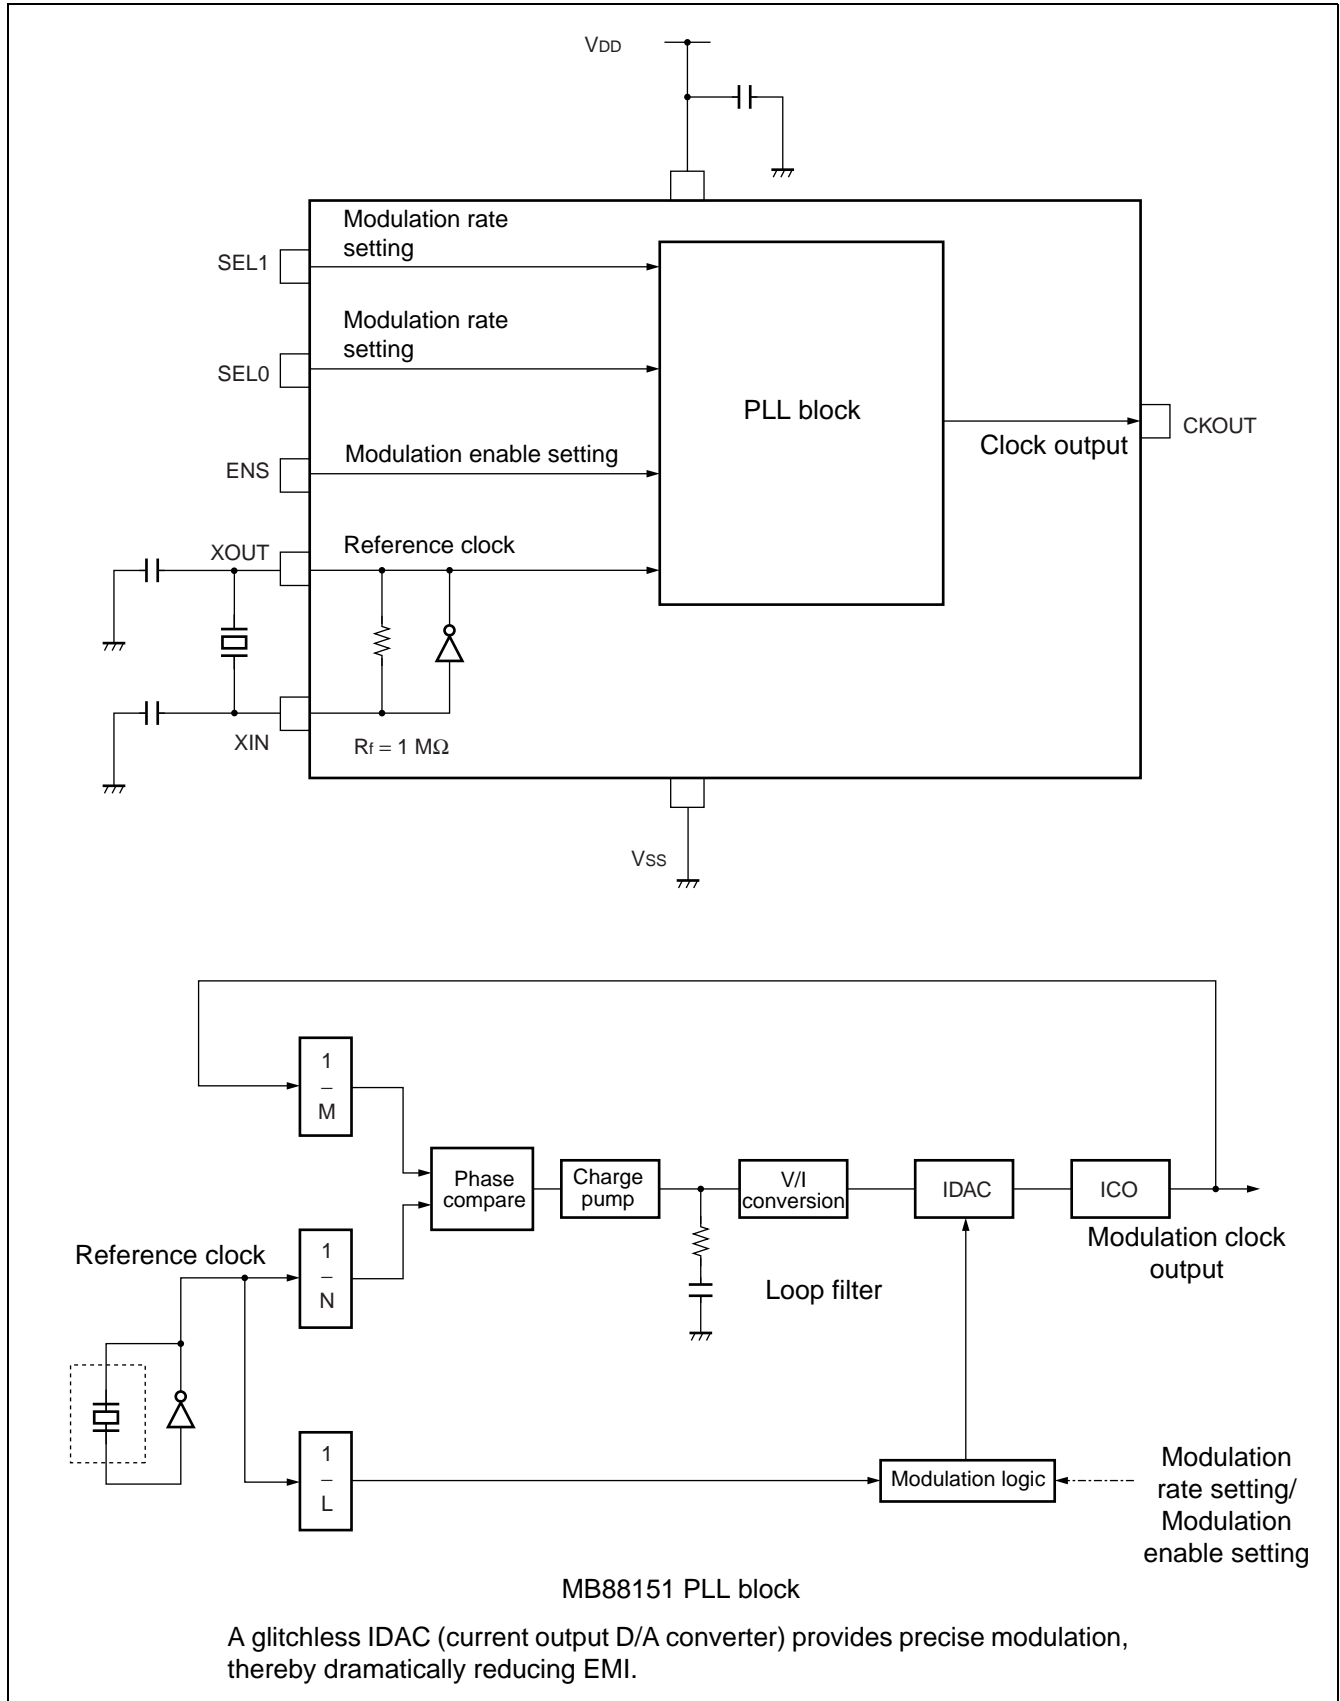 VDD
Modulation rate
setting
SEL1
Modulation rate
setting
SEL0
PLL block
CKOUT
Clock output
Modulation enable setting
ENS
XOUT
Reference clock
XIN
Rf = 1 MΩ
VSS
1
M
Phase
compare
Charge
pump
V/I
conversion
IDAC
ICO
Modulation clock
output
Reference clock
1
N
Loop filter
1
L
Modulation logic
Modulation
rate setting/
Modulation
enable setting
MB88151 PLL block
A glitchless IDAC (current output D/A converter) provides precise modulation,
thereby dramatically reducing EMI.